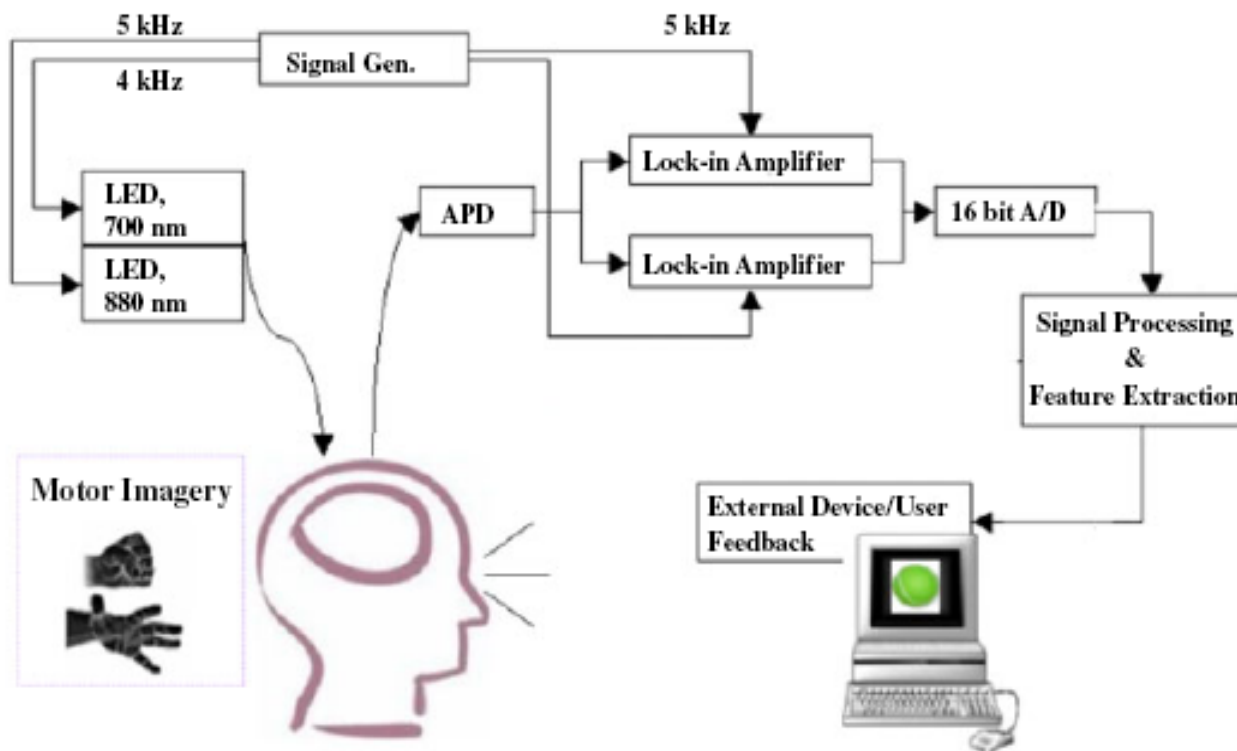 5 kHz
5 kHz
Signal Gen.
4 kHz
LED,
700 nm
LED,
880 nm
APD
Lock-in Amplifier
Lock-in Amplifier
16 bit A/D
Signal Processing
&
Feature Extraction
Motor Imagery
External Device/User
Feedback